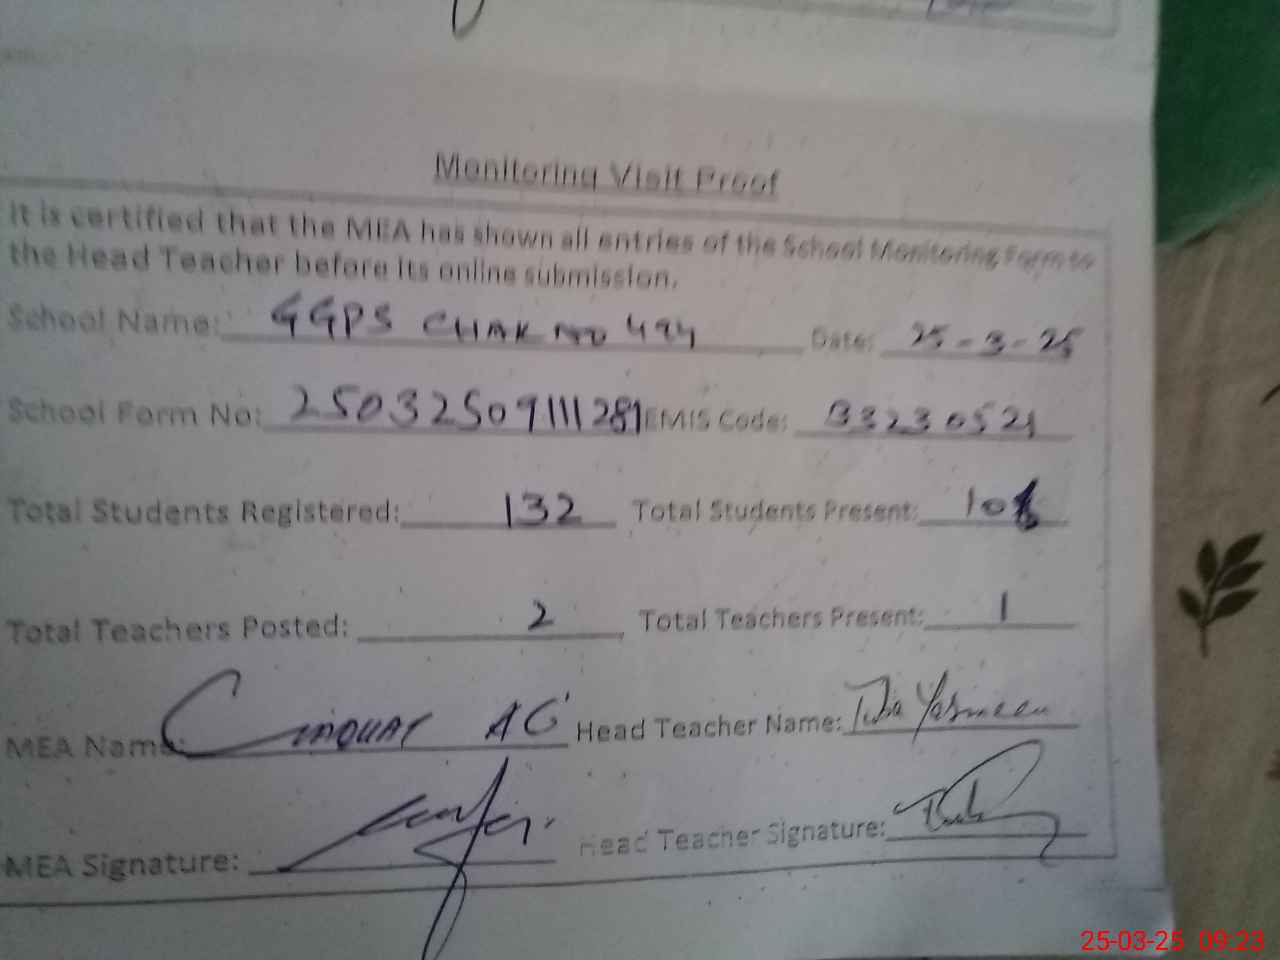 Monitoring Visit Proof
It is certified that the MEA has shown all entries of the School Monitoring Form to
the Head Teacher before its online submission.
School Name: GGPS CHAK NO 494 Date: 25-3-25
School Form No: 250325091111281 EMIS Code: 33230521
Total Students Registered: 132 Total Students Present: 10
Total Teachers Posted: 2 Total Teachers Present: 1
MEA Name: Head Teacher Name: Yasmeen
MEA Signature: Head Teacher Signature:
25-03-25 09:23